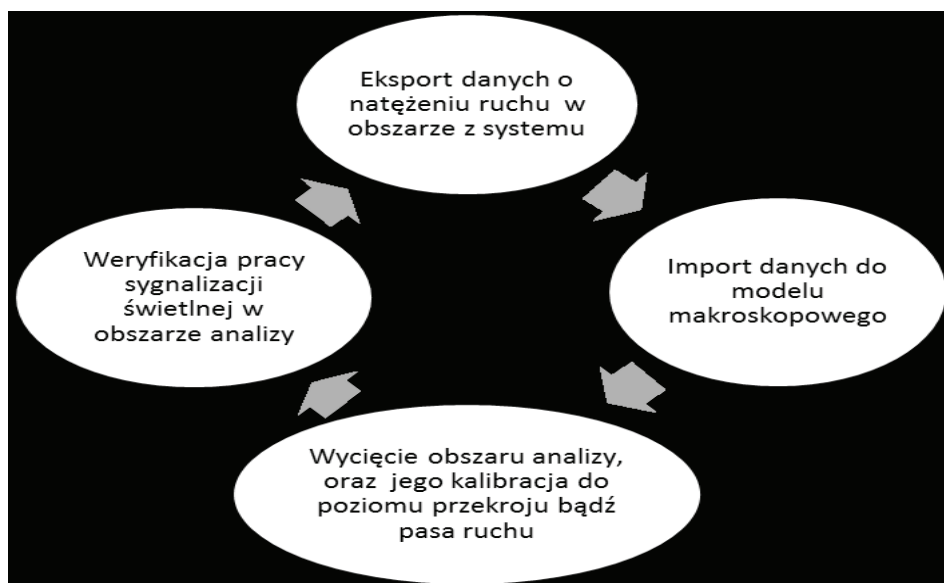 Eksport danych o
natężeniu ruchu w
obszarze z systemu
Import danych do
modelu
makroskopowego
Wycięcie obszaru analizy,
oraz jego kalibracja do
poziomu przekroju bądź
pasa ruchu
Weryfikacja pracy
sygnalizacji
świetlnej w
obszarze analizy